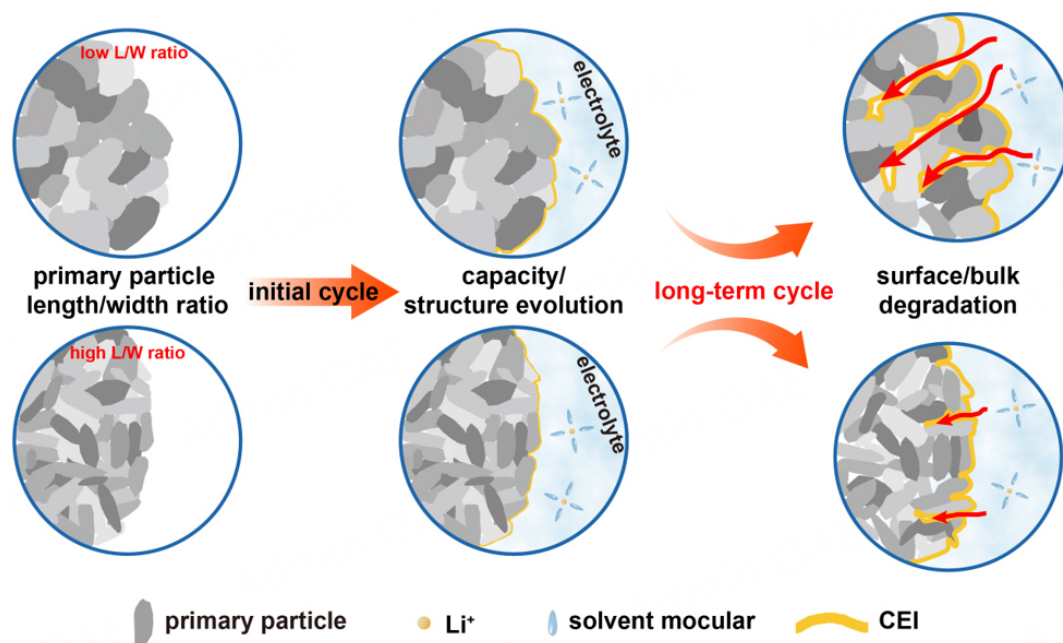 low L/W ratio
electrolyte
primary particle
length/width ratio
initial cycle
capacity/
structure evolution
long-term cycle
surface/bulk
degradation
high L/W ratio
electrolyte
primary particle
Li⁺
solvent mocular
CEI